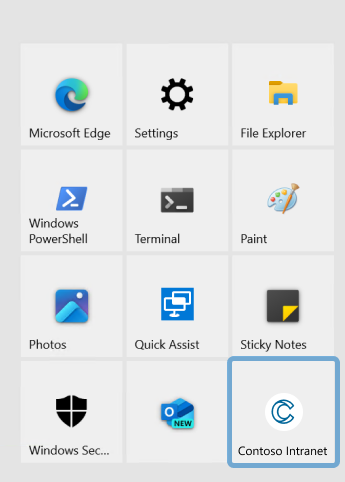 Microsoft Edge
Settings
File Explorer
Windows
PowerShell
Terminal
Paint
Photos
Quick Assist
Sticky Notes
Windows Sec...
O
NEW
C
Contoso Intranet